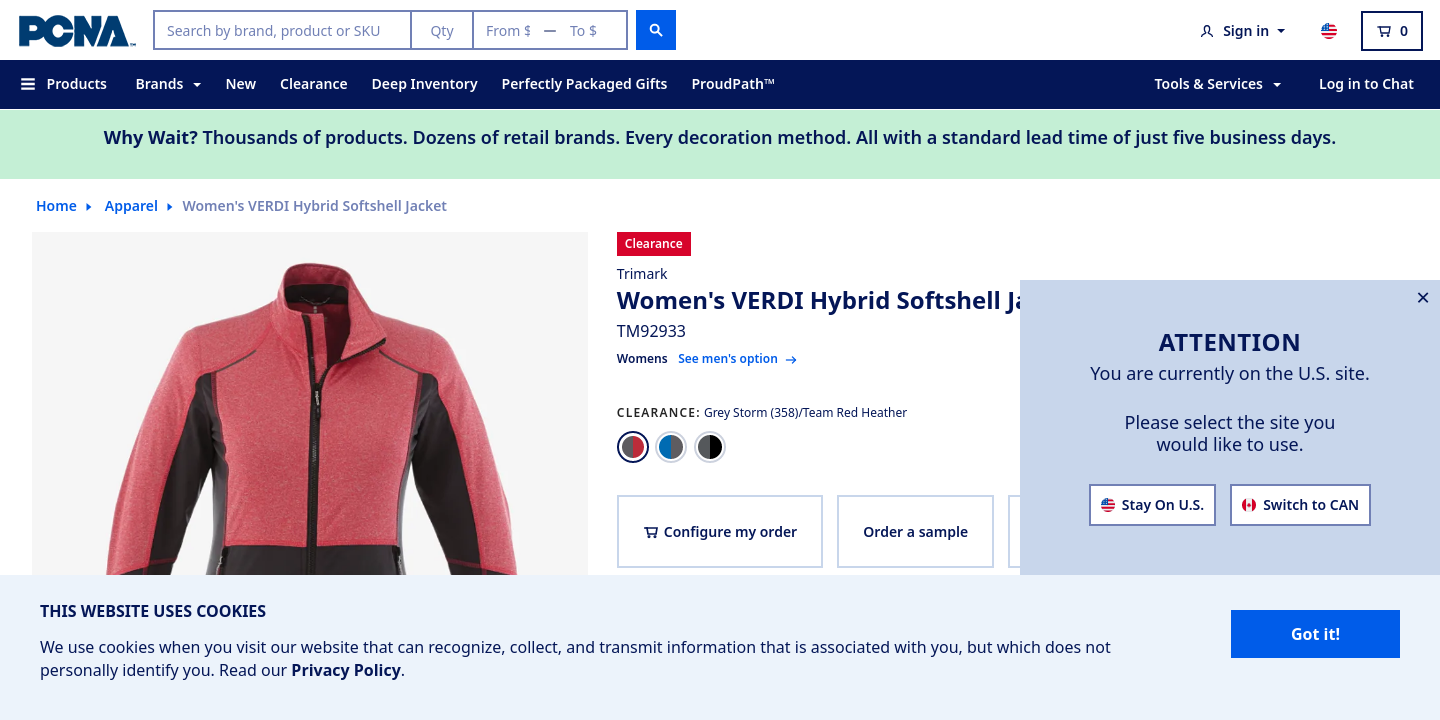 PCNA™
Search by brand, product or SKU
Qty
From $
—
To $
Sign in
0
Products
Brands
New
Clearance
Deep Inventory
Perfectly Packaged Gifts
ProudPath™
Tools & Services
Log in to Chat
Why Wait? Thousands of products. Dozens of retail brands. Every decoration method. All with a standard lead time of just five business days.
Home
Apparel
Women's VERDI Hybrid Softshell Jacket
Clearance
Trimark
Women's VERDI Hybrid Softshell Ja
TM92933
Womens
See men's option
CLEARANCE: Grey Storm (358)/Team Red Heather
Configure my order
Order a sample
ATTENTION
You are currently on the U.S. site.
Please select the site you
would like to use.
Stay On U.S.
Switch to CAN
THIS WEBSITE USES COOKIES
We use cookies when you visit our website that can recognize, collect, and transmit information that is associated with you, but which does not
personally identify you. Read our Privacy Policy.
Got it!